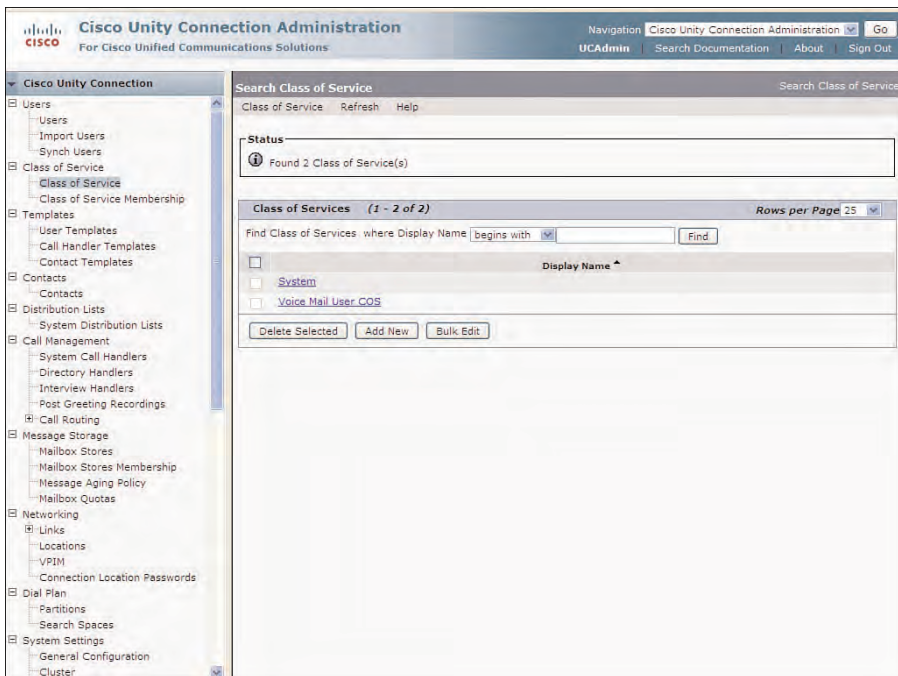 Cisco Unity Connection Administration
CISCO
For Cisco Unified Communications Solutions
Navigation Cisco Unity Connection Administration Go
UCAdmin | Search Documentation | About | Sign Out
Cisco Unity Connection
Users
Users
Import Users
Synch Users
Class of Service
Class of Service
Class of Service Membership
Templates
User Templates
Call Handler Templates
Contact Templates
Contacts
Contacts
Distribution Lists
System Distribution Lists
Call Management
System Call Handlers
Directory Handlers
Interview Handlers
Post Greeting Recordings
Call Routing
Message Storage
Mailbox Stores
Mailbox Stores Membership
Message Aging Policy
Mailbox Quotas
Networking
Links
Locations
VPIM
Connection Location Passwords
Dial Plan
Partitions
Search Spaces
System Settings
General Configuration
Cluster
Search Class of Service Search Class of Service
Class of Service Refresh Help
Status
Found 2 Class of Service(s)
Class of Services (1 - 2 of 2) Rows per Page 25
Find Class of Services where Display Name begins with Find
Display Name
System
Voice Mail User COS
Delete Selected Add New Bulk Edit